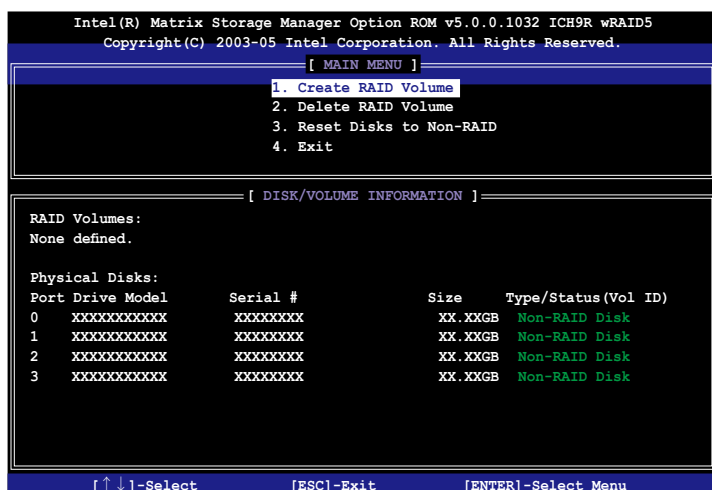 Intel(R) Matrix Storage Manager Option ROM v5.0.0.1032 ICH9R wRAID5
Copyright(C) 2003-05 Intel Corporation. All Rights Reserved.
[ MAIN MENU ]
1. Create RAID Volume
2. Delete RAID Volume
3. Reset Disks to Non-RAID
4. Exit
[ DISK/VOLUME INFORMATION ]
RAID Volumes:
None defined.
Physical Disks:
Port Drive Model Serial # Size Type/Status(Vol ID)
0 XXXXXXXXXXX XXXXXXXX XX.XXGB Non-RAID Disk
1 XXXXXXXXXXX XXXXXXXX XX.XXGB Non-RAID Disk
2 XXXXXXXXXXX XXXXXXXX XX.XXGB Non-RAID Disk
3 XXXXXXXXXXX XXXXXXXX XX.XXGB Non-RAID Disk
[↑↓]-Select [ESC]-Exit [ENTER]-Select Menu